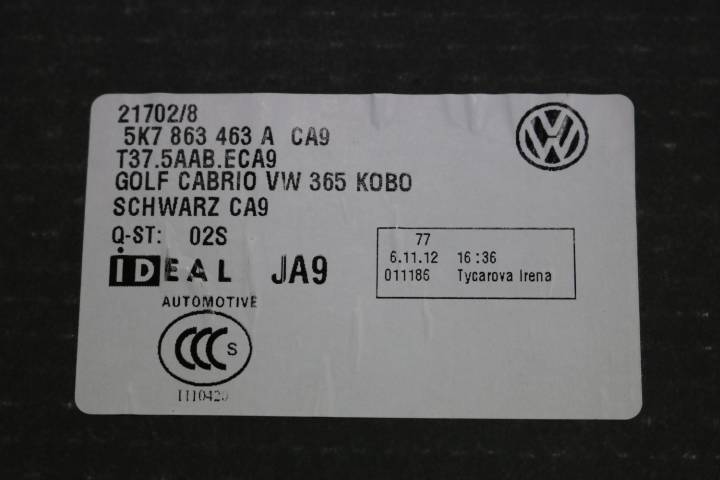 21702/8
5K7 863 463 A CA9
T37.5AAB.ECA9
GOLF CABRIO VW 365 KOBO
SCHWARZ CA9
Q-ST: 02S
77
6.11.12 16:36
011186 Tycarova Irena
iDEAL JA9
AUTOMOTIVE
CCC S